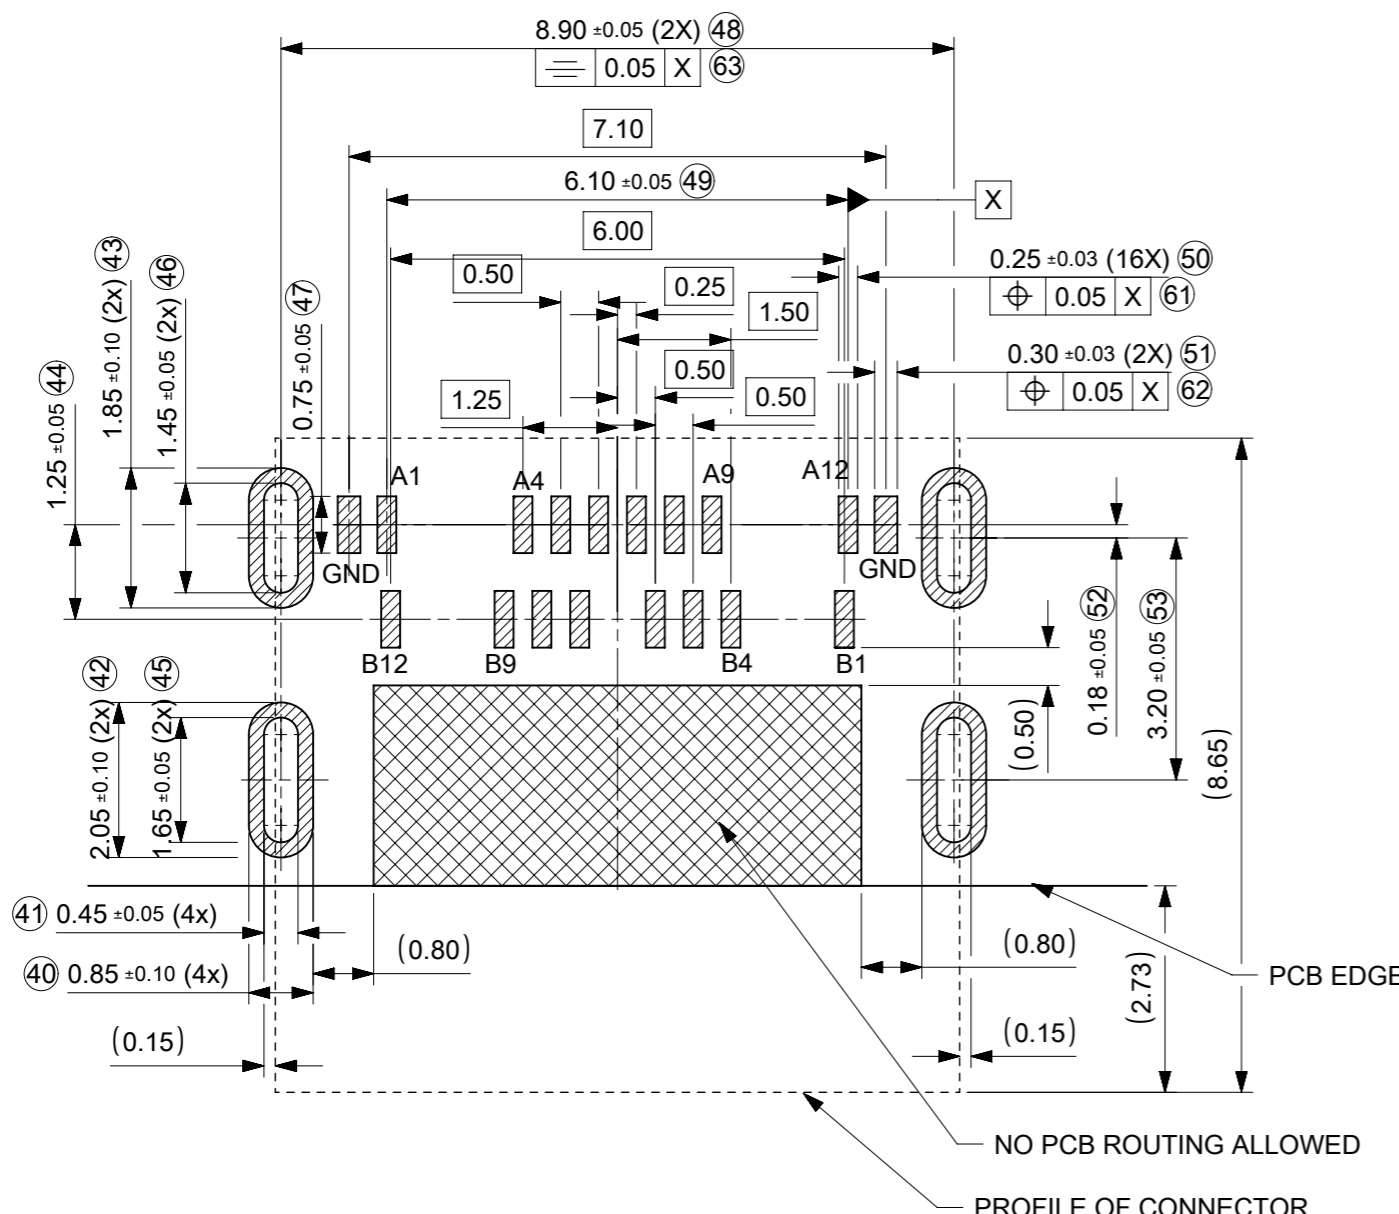 8.90 ±0.05 (2X) 48
0.05 X 63
7.10
6.10 ±0.05 49
X
6.00
0.50
0.25
1.50
0.25 ±0.03 (16X) 50
0.05 X 61
0.50
0.30 ±0.03 (2X) 51
0.05 X 62
1.25
0.50
1.25 ±0.05 44
1.85 ±0.10 (2x) 43
1.45 ±0.05 (2x) 46
0.75 ±0.05 47
A1
A4
A9
A12
GND
GND
B12
B9
B4
B1
0.18 ±0.05 52
3.20 ±0.05 53
(0.50)
(8.65)
2.05 ±0.10 (2x) 42
1.65 ±0.05 (2x) 45
41 0.45 ±0.05 (4x)
40 0.85 ±0.10 (4x)
(0.80)
(0.80)
(2.73)
PCB EDGE
(0.15)
(0.15)
NO PCB ROUTING ALLOWED
PROFILE OF CONNECTOR